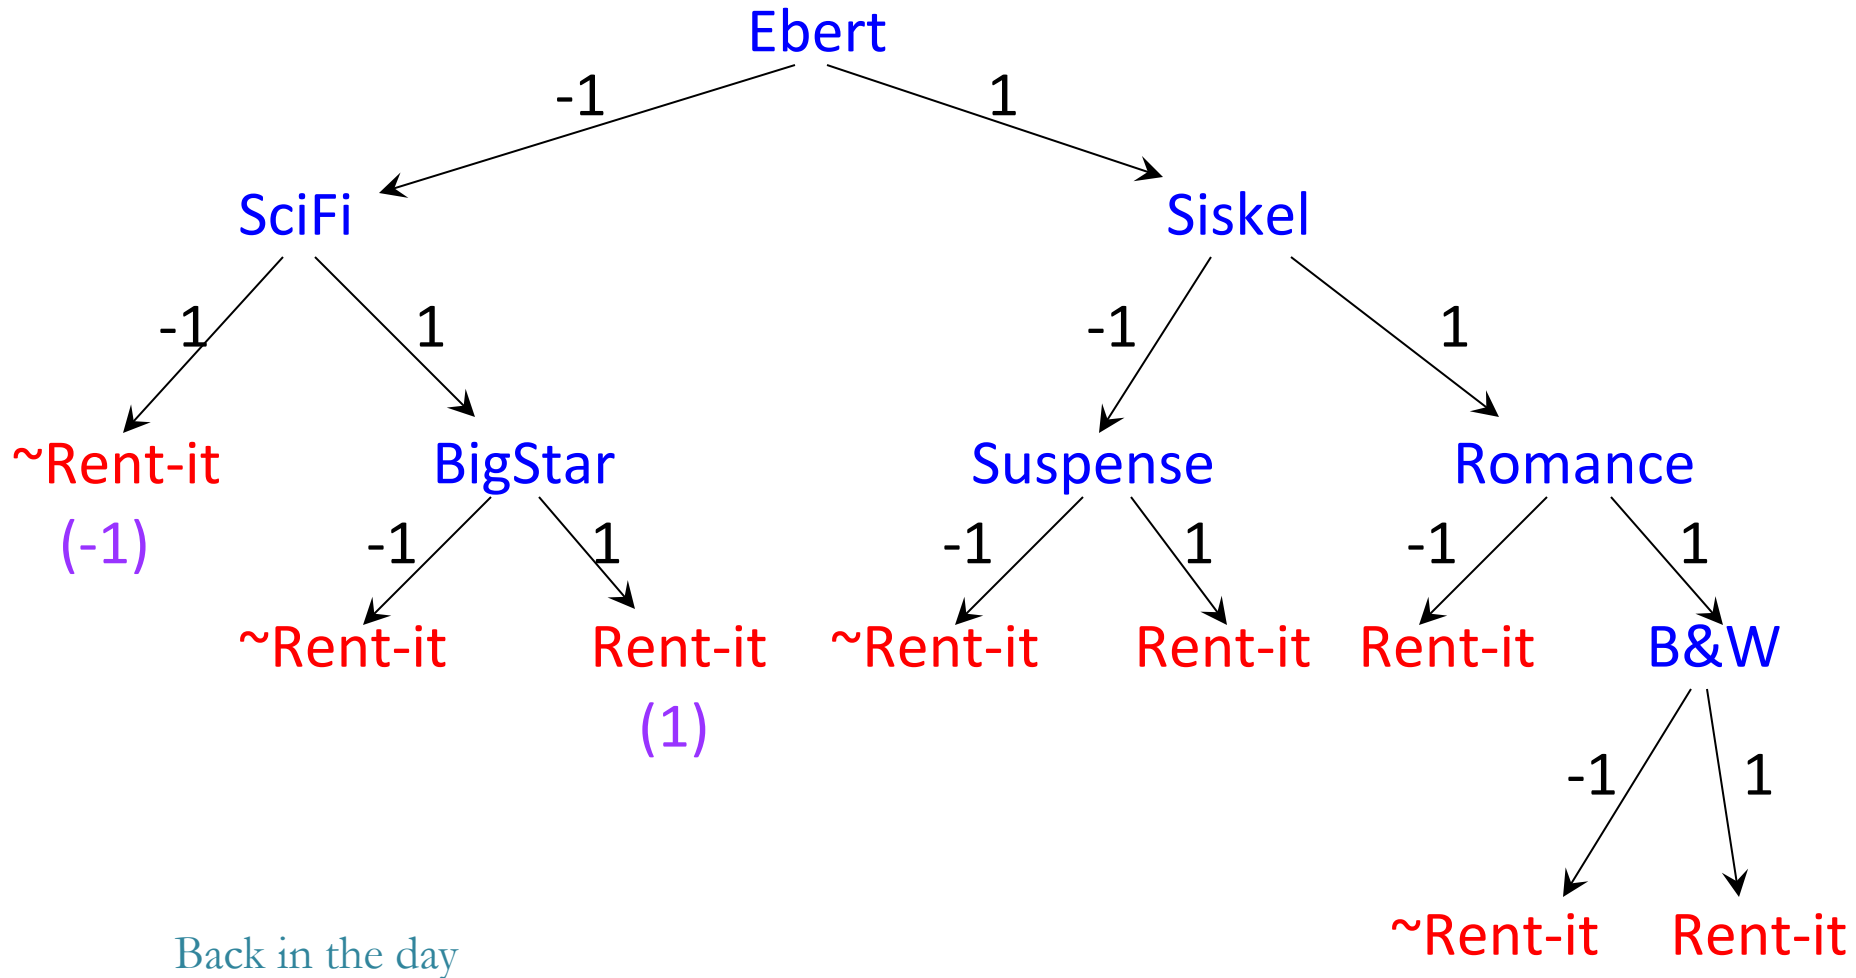 Ebert
-1 1
SciFi Siskel
-1 1 -1 1
~Rent-it BigStar Suspense Romance
(-1) -1 1 -1 1 -1 1
~Rent-it Rent-it ~Rent-it Rent-it Rent-it B&W
(1)
-1 1
~Rent-it Rent-it
Back in the day